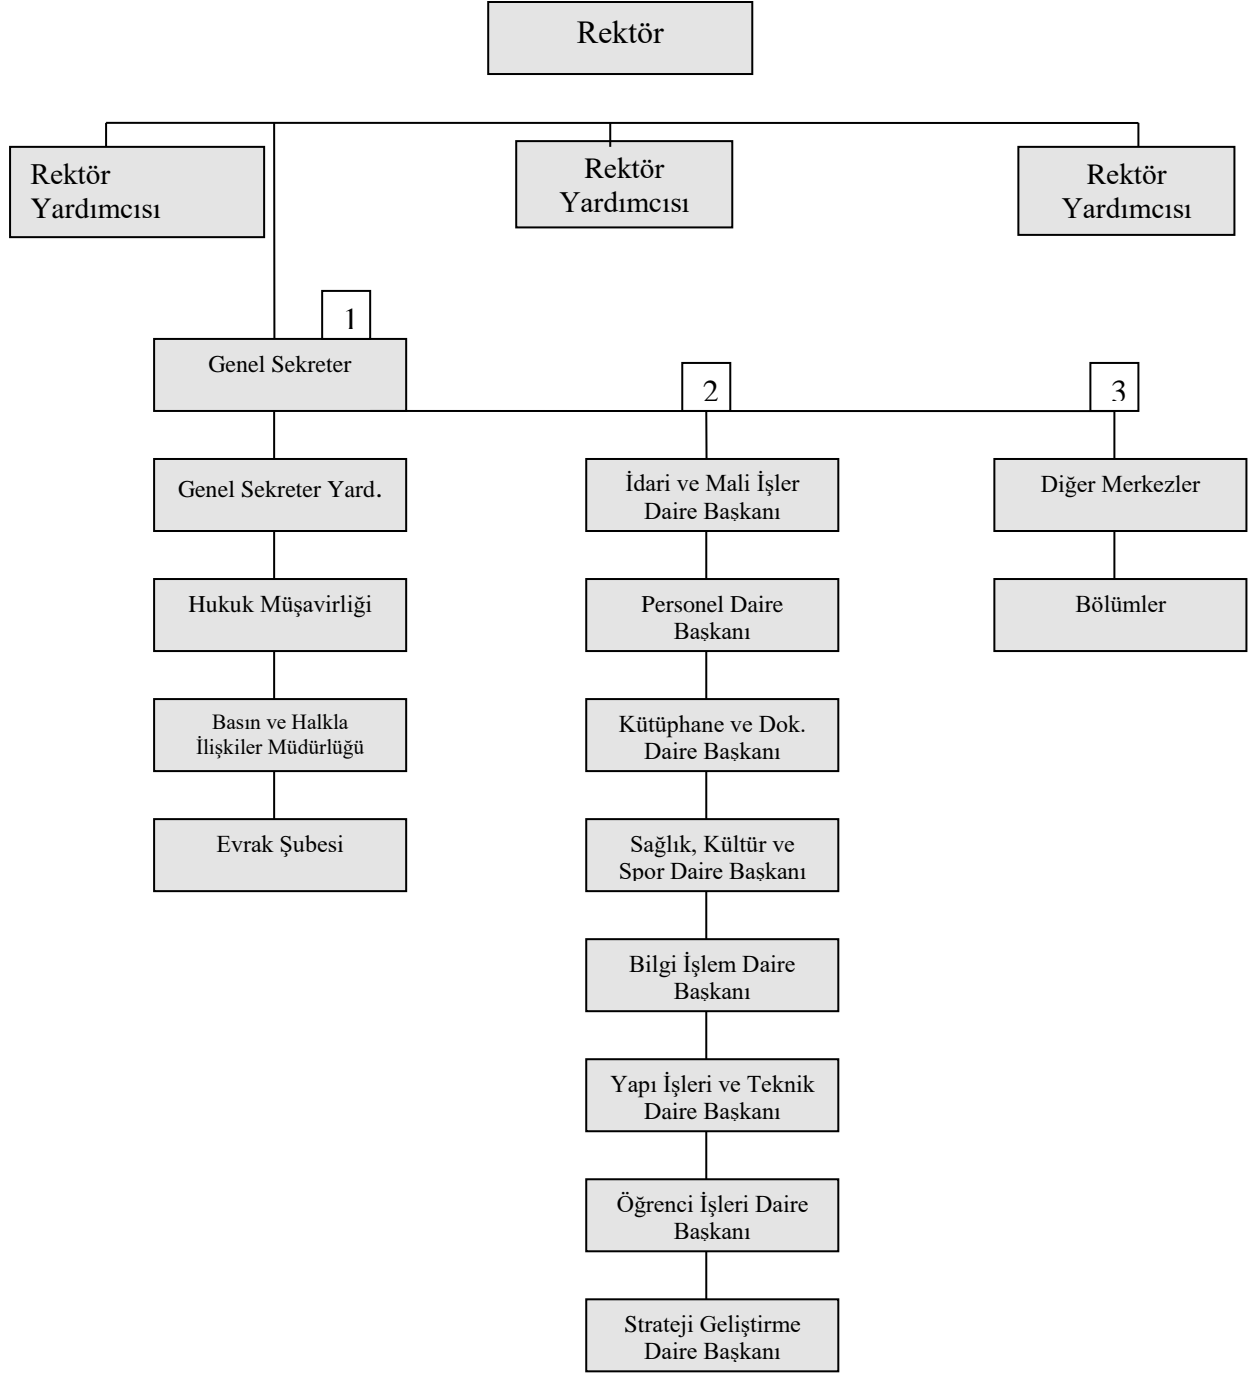 Rektör
Rektör
Yardımcısı
Rektör
Yardımcısı
Rektör
Yardımcısı
1
Genel Sekreter
2
3
Genel Sekreter Yard.
İdari ve Mali İşler
Daire Başkanı
Diğer Merkezler
Hukuk Müşavirliği
Personel Daire
Başkanı
Bölümler
Basın ve Halkla
İlişkiler Müdürlüğü
Kütüphane ve Dok.
Daire Başkanı
Evrak Şubesi
Sağlık, Kültür ve
Spor Daire Başkanı
Bilgi İşlem Daire
Başkanı
Yapı İşleri ve Teknik
Daire Başkanı
Öğrenci İşleri Daire
Başkanı
Strateji Geliştirme
Daire Başkanı